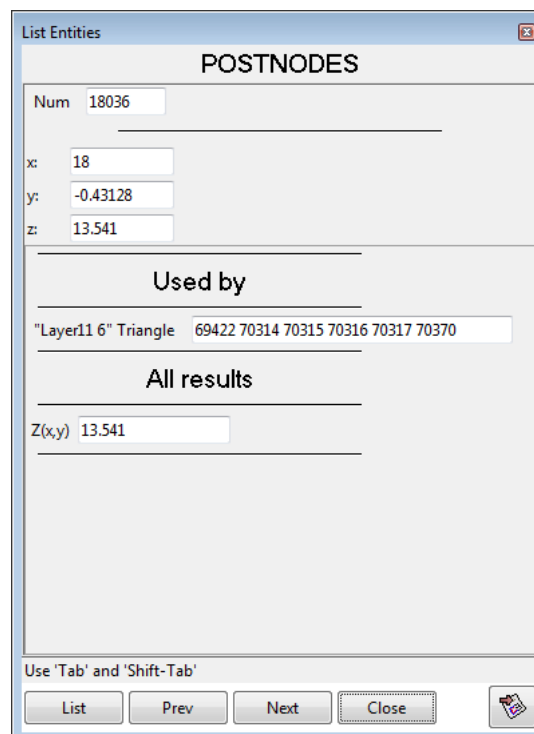 List Entities
POSTNODES
Num 18036
x: 18
y: -0.43128
z: 13.541
Used by
"Layer11 6" Triangle 69422 70314 70315 70316 70317 70370
All results
Z(x,y) 13.541
Use 'Tab' and 'Shift-Tab'
List Prev Next Close